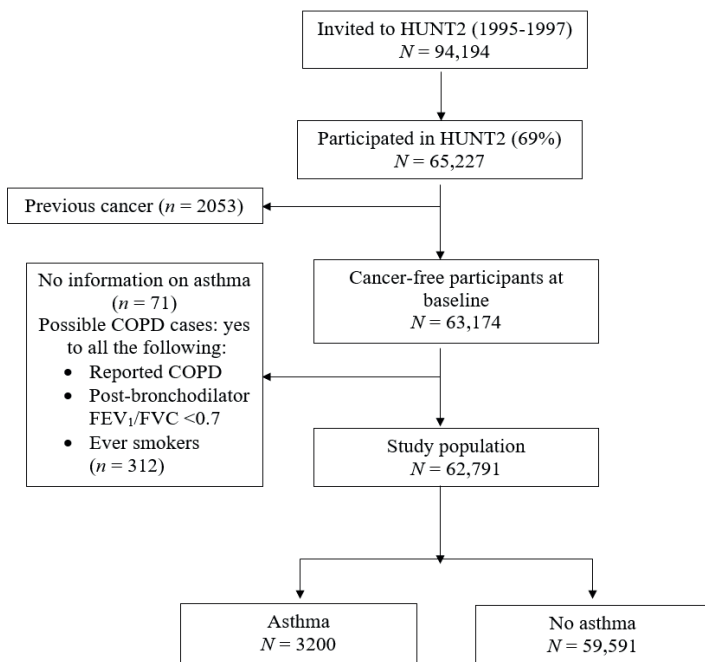 Invited to HUNT2 (1995-1997)
N = 94,194
Participated in HUNT2 (69%)
N = 65,227
Previous cancer (n = 2053)
Cancer-free participants at
baseline
N = 63,174
No information on asthma
(n = 71)
Possible COPD cases: yes
to all the following:
• Reported COPD
• Post-bronchodilator
FEV₁/FVC <0.7
• Ever smokers
(n = 312)
Study population
N = 62,791
Asthma
N = 3200
No asthma
N = 59,591